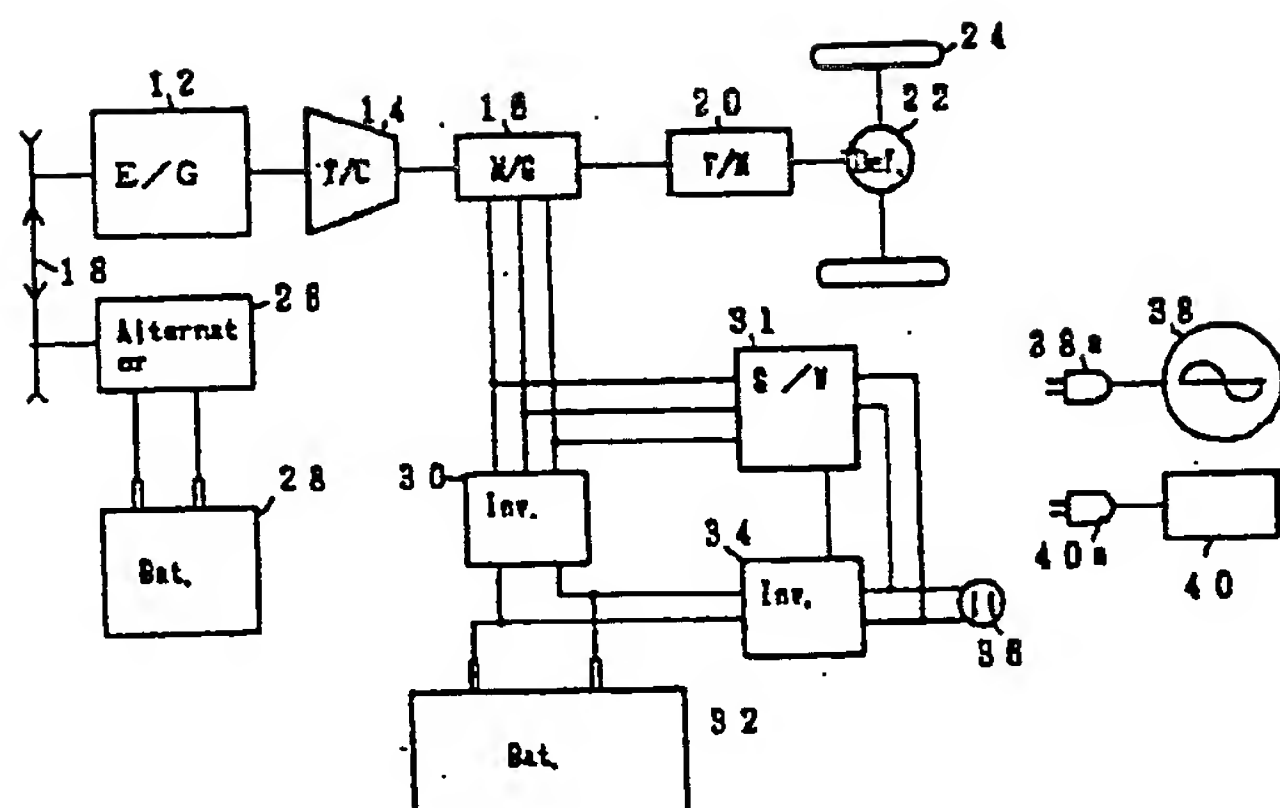 24
12
14
16
20
22
E/G
T/C
M/G
T/M
Def.
18
26
Alternat
or
31
S/W
38
38a
28
30
Inv.
34
40a
40
Bat.
Inv.
36
32
Bat.